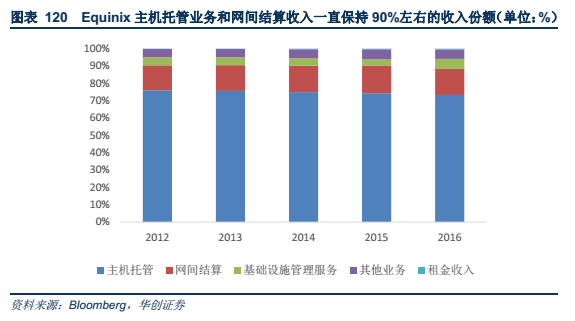 图表 120 Equinix 主机托管业务和网间结算收入一直保持 90%左右的收入份额（单位：%）
100%
90%
80%
70%
60%
50%
40%
30%
20%
10%
0%
2012 2013 2014 2015 2016
主机托管 网间结算 基础设施管理服务 其他业务 租金收入
资料来源：Bloomberg，华创证券